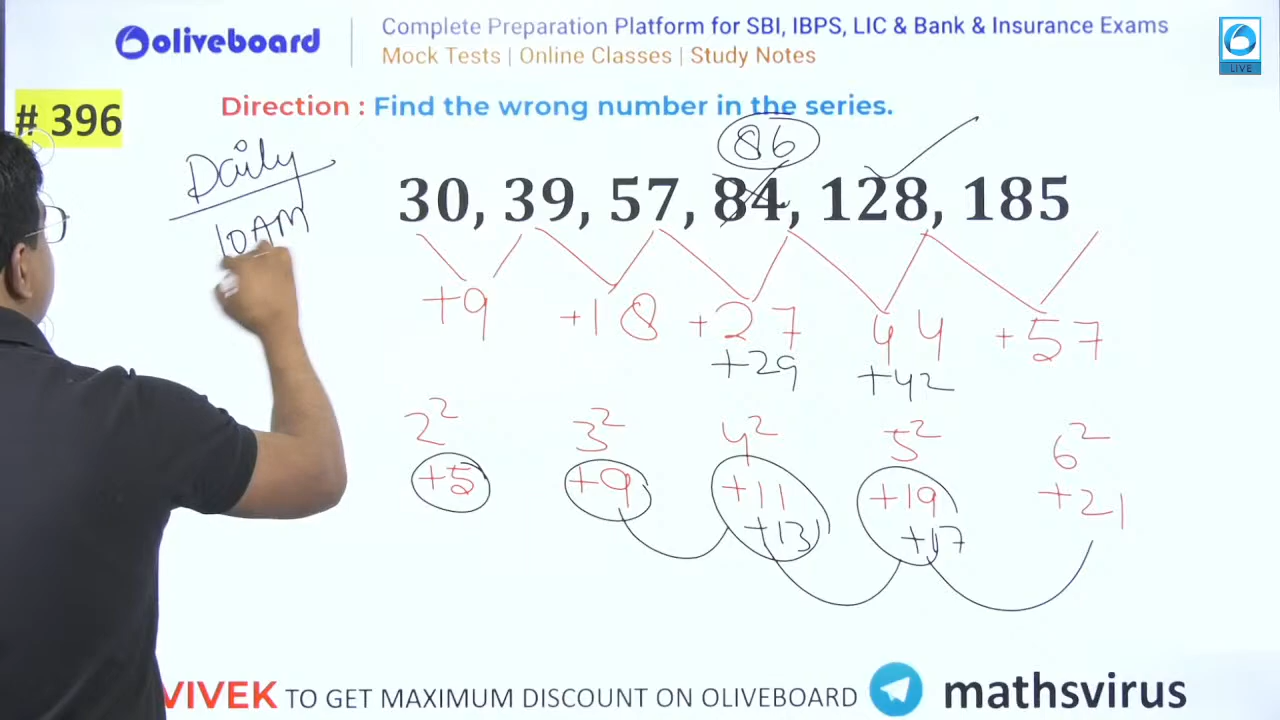 oliveboard
Complete Preparation Platform for SBI, IBPS, LIC & Bank & Insurance Exams
Mock Tests | Online Classes | Study Notes
LIVE
# 396
Direction : Find the wrong number in the series.
Daily
10AM
86
30, 39, 57, 84, 128, 185
+9 +18 +27 44 +57
+29 +42
2² 3² 4² 5² 6²
+5 +9 +11 +19 +21
+13 +17
VIVEK TO GET MAXIMUM DISCOUNT ON OLIVEBOARD
mathsvirus